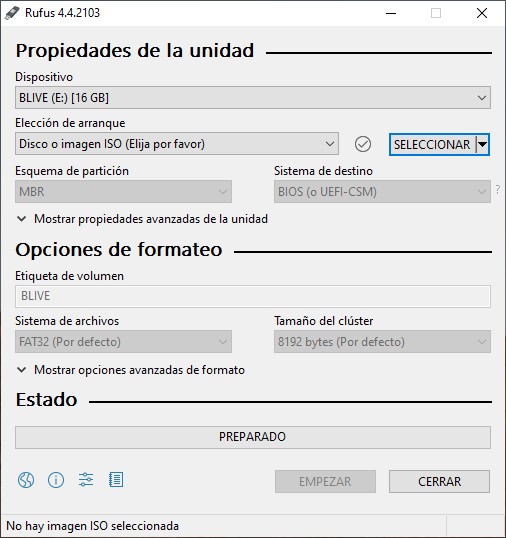 Rufus 4.4.2103
Propiedades de la unidad
Dispositivo
BLIVE (E:) [16 GB]
Elección de arranque
Disco o imagen ISO (Elija por favor)
SELECCIONAR
Esquema de partición
Sistema de destino
MBR
BIOS (o UEFI-CSM)
?
Mostrar propiedades avanzadas de la unidad
Opciones de formateo
Etiqueta de volumen
BLIVE
Sistema de archivos
Tamaño del clúster
FAT32 (Por defecto)
8192 bytes (Por defecto)
Mostrar opciones avanzadas de formato
Estado
PREPARADO
EMPEZAR
CERRAR
No hay imagen ISO seleccionada